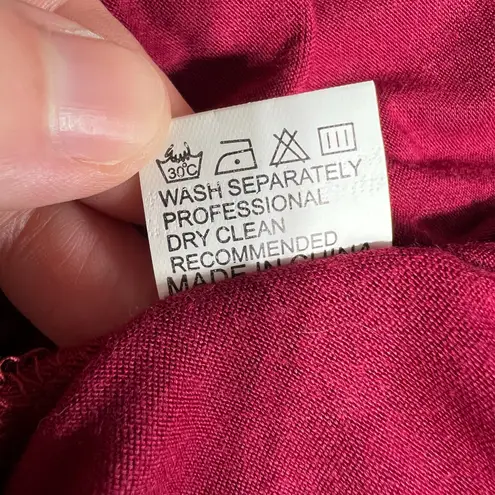 30°C
WASH SEPARATELY
PROFESSIONAL
DRY CLEAN
RECOMMENDED
MADE IN CHINA